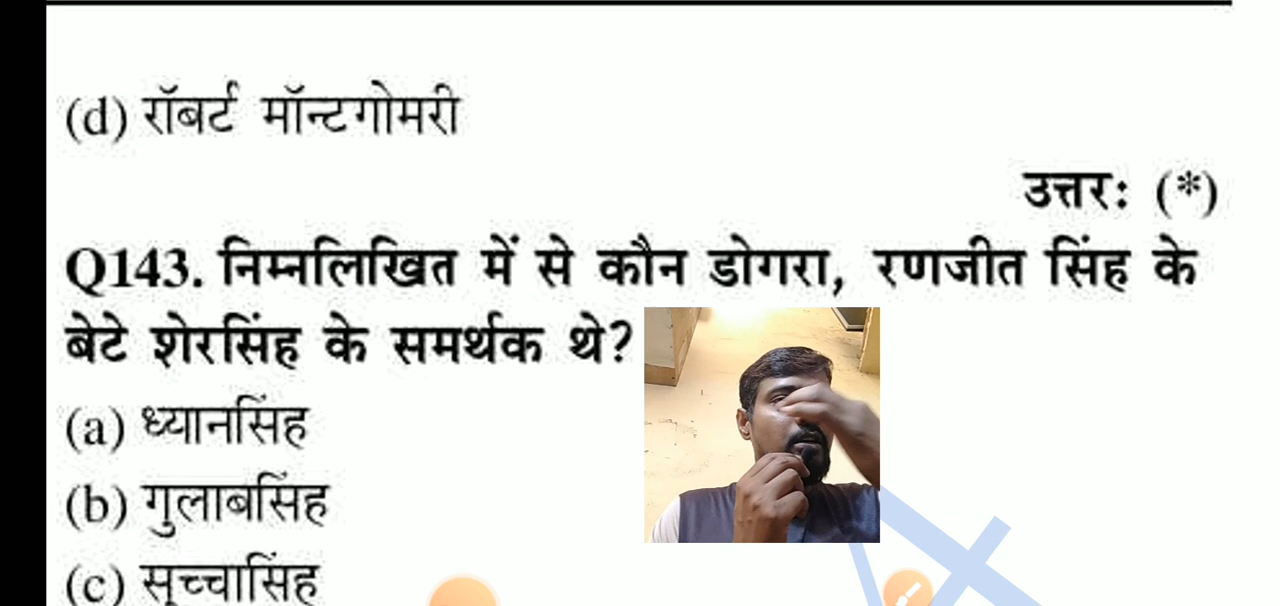 (d) रॉबर्ट मॉन्टगोमरी
उत्तरः (*)
Q143. निम्नलिखित में से कौन डोगरा, रणजीत सिंह के
बेटे शेरसिंह के समर्थक थे?
(a) ध्यानसिंह
(b) गुलाबसिंह
(c) सूच्चासिंह